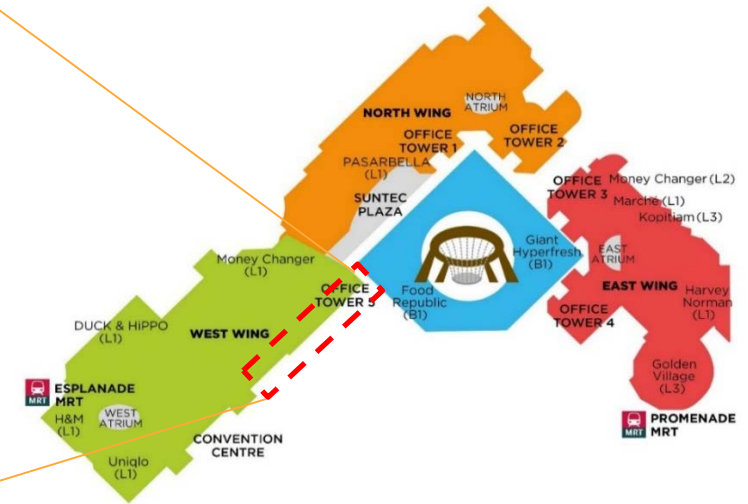 NORTH
ATRIUM
NORTH WING
OFFICE
TOWER 1
OFFICE
TOWER 2
PASARBELLA
(L1)
SUNTEC
PLAZA
OFFICE
TOWER 3
Money Changer (L2)
Marché (L1)
Kopitiam (L3)
Giant
Hyperfresh
(B1)
EAST
ATRIUM
EAST WING
Harvey
Norman
(L1)
OFFICE
TOWER 4
Golden
Village
(L3)
MRT
PROMENADE
MRT
Money Changer
(L1)
OFFICE
TOWER 5
Food
Republic
(B1)
DUCK & HiPPO
(L1)
WEST WING
MRT
ESPLANADE
MRT
H&M
(L1)
WEST
ATRIUM
CONVENTION
CENTRE
Uniqlo
(L1)